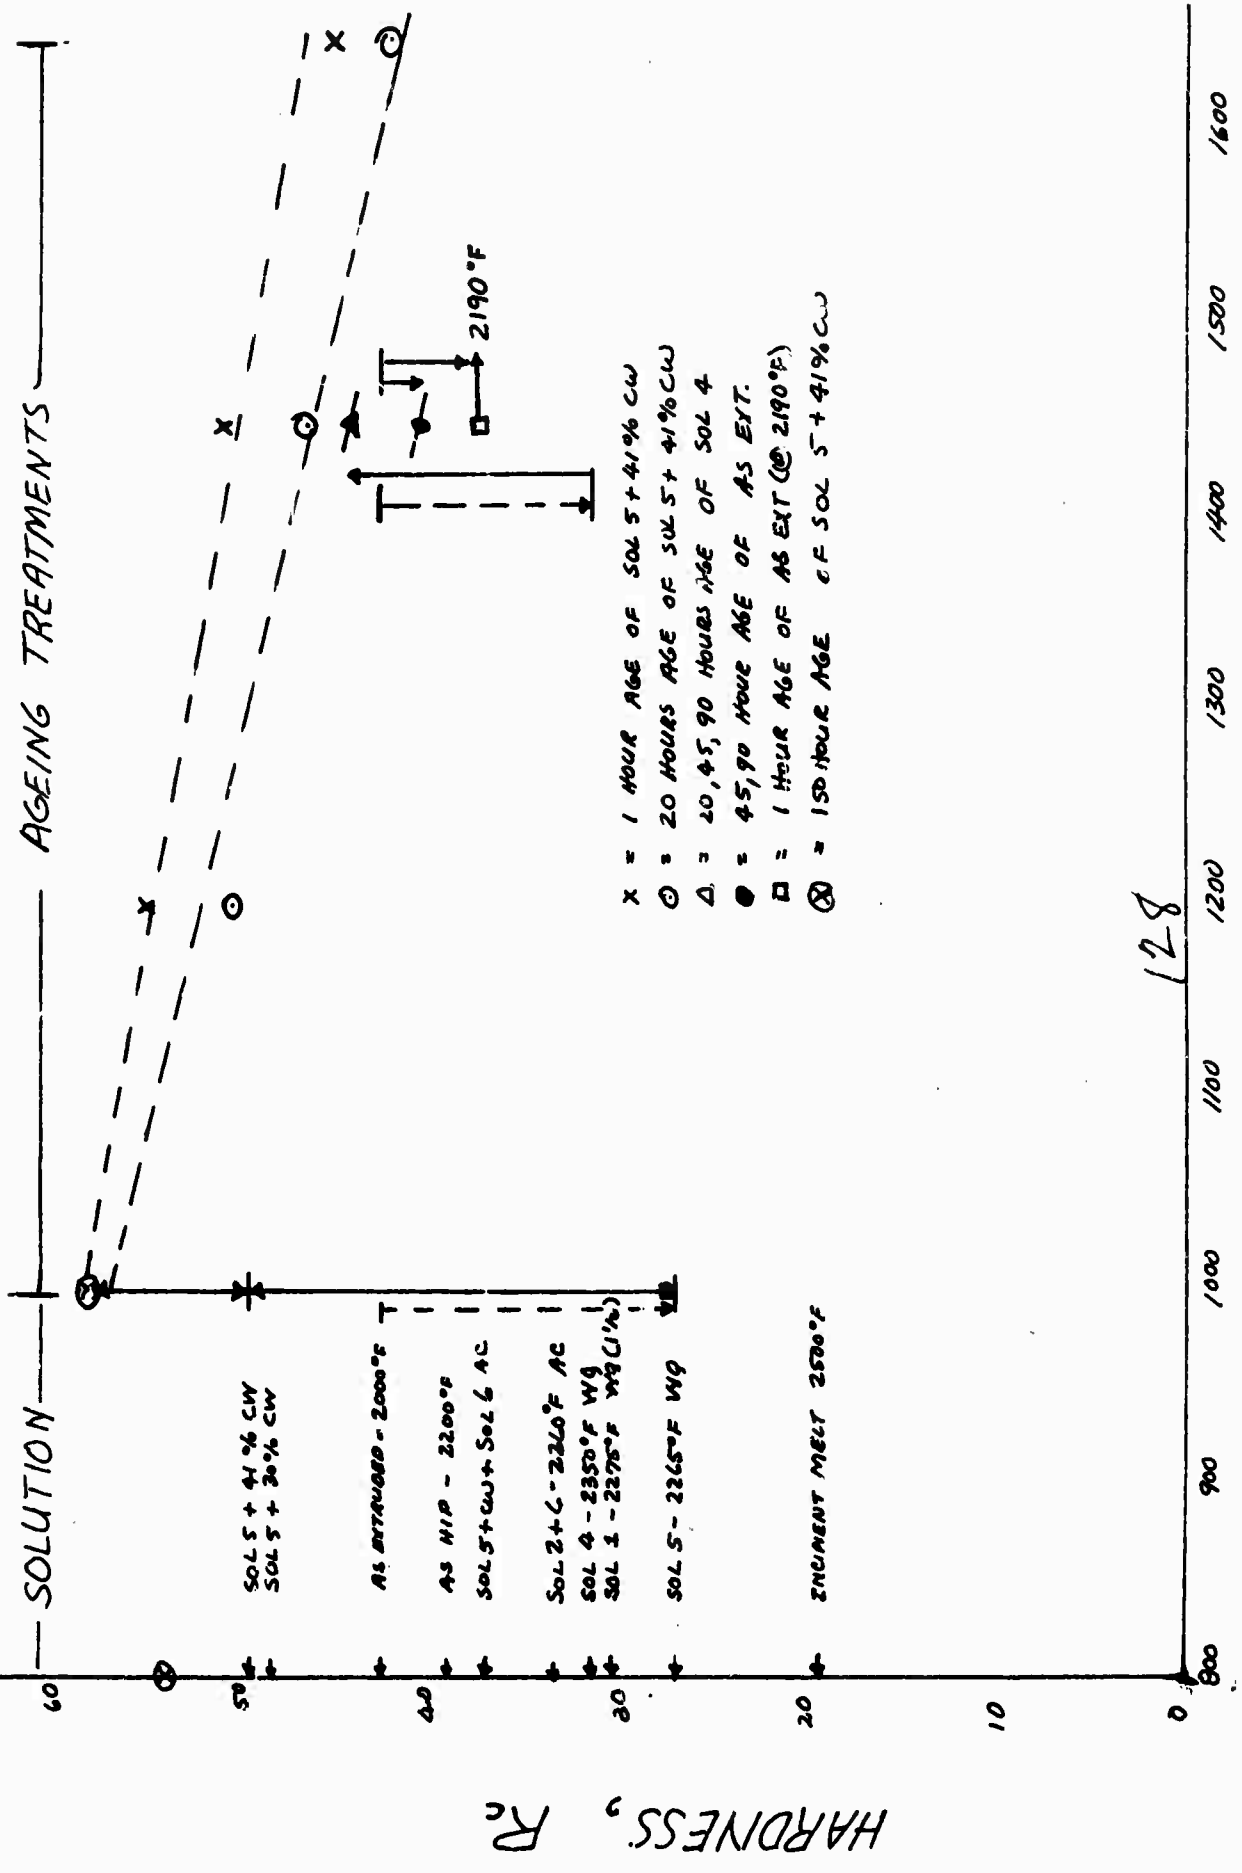 SOLUTION
AGEING TREATMENTS
60
50
40
30
20
10
0
HARDNESS, Rc
SOL 5 + 41% CW
SOL 5 + 30% CW
AS EXTRUDED - 2000°F
AS HIP - 2200°F
SOL 5 + CW + SOL 6 AC
SOL 2 + C - 2260°F AC
SOL 4 - 2350°F WQ
SOL 1 - 2275°F WQ (1 hr)
SOL 5 - 2265°F WQ
INCIPIENT MELT 2500°F
2190°F
X = 1 HOUR AGE OF SOL 5 + 41% CW
⊙ = 20 HOURS AGE OF SOL 5 + 41% CW
△ = 20, 45, 90 HOURS AGE OF SOL 4
● = 45, 90 HOUR AGE OF AS EXT.
□ = 1 HOUR AGE OF AS EXT (@ 2190°F)
⊗ = 150 HOUR AGE OF SOL 5 + 41% CW
800
900
1000
1100
1200
1300
1400
1500
1600
128